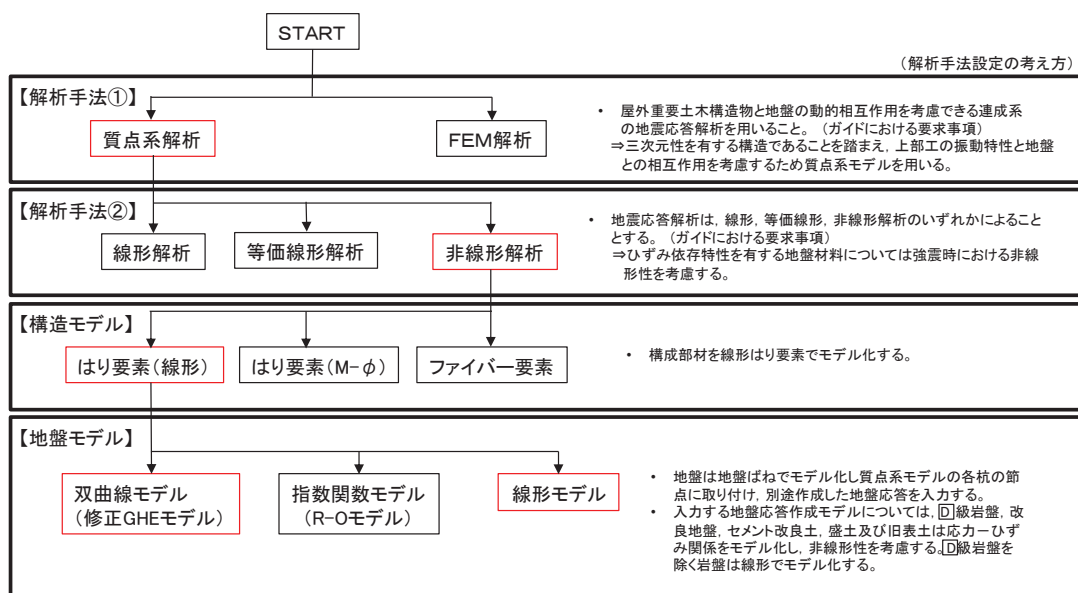 START
(解析手法設定の考え方)
【解析手法①】
質点系解析
FEM解析
• 屋外重要土木構造物と地盤の動的相互作用を考慮できる連成系
の地震応答解析を用いること。(ガイドにおける要求事項)
⇒三次元性を有する構造であることを踏まえ,上部工の振動特性と地盤
との相互作用を考慮するため質点系モデルを用いる。
【解析手法②】
線形解析
等価線形解析
非線形解析
• 地震応答解析は,線形,等価線形,非線形解析のいずれかによること
とする。(ガイドにおける要求事項)
⇒ひずみ依存特性を有する地盤材料については強震時における非線
形性を考慮する。
【構造モデル】
はり要素(線形)
はり要素(M-φ)
ファイバー要素
• 構成部材を線形はり要素でモデル化する。
【地盤モデル】
双曲線モデル
(修正GHEモデル)
指数関数モデル
(R-Oモデル)
線形モデル
• 地盤は地盤ばねでモデル化し質点系モデルの各杭の節
点に取り付け,別途作成した地盤応答を入力する。
• 入力する地盤応答作成モデルについては,D級岩盤,改
良地盤,セメント改良土,盛土及び旧表土は応力-ひず
み関係をモデル化し,非線形性を考慮する。D級岩盤を
除く岩盤は線形でモデル化する。